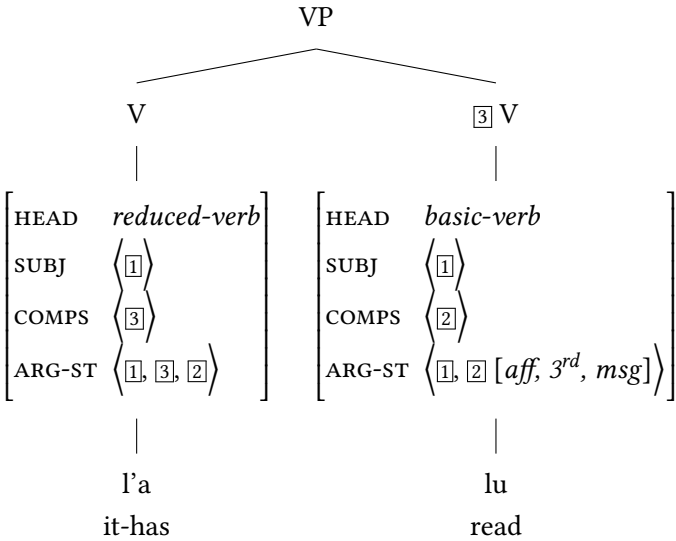 VP
V 3 V
HEAD reduced-verb HEAD basic-verb
SUBJ ⟨1⟩ SUBJ ⟨1⟩
COMPS ⟨3⟩ COMPS ⟨2⟩
ARG-ST ⟨1, 3, 2⟩ ARG-ST ⟨1, 2 [aff, 3rd, msg]⟩
l’a lu
it-has read